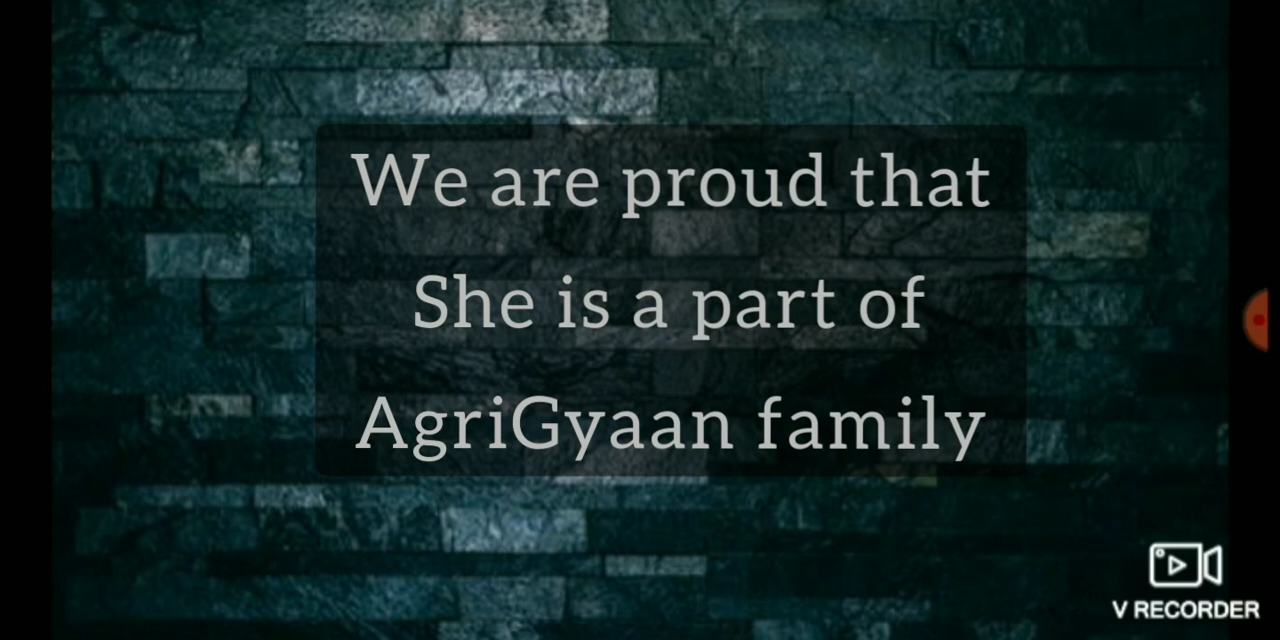 We are proud that
She is a part of
AgriGyaan family
V RECORDER